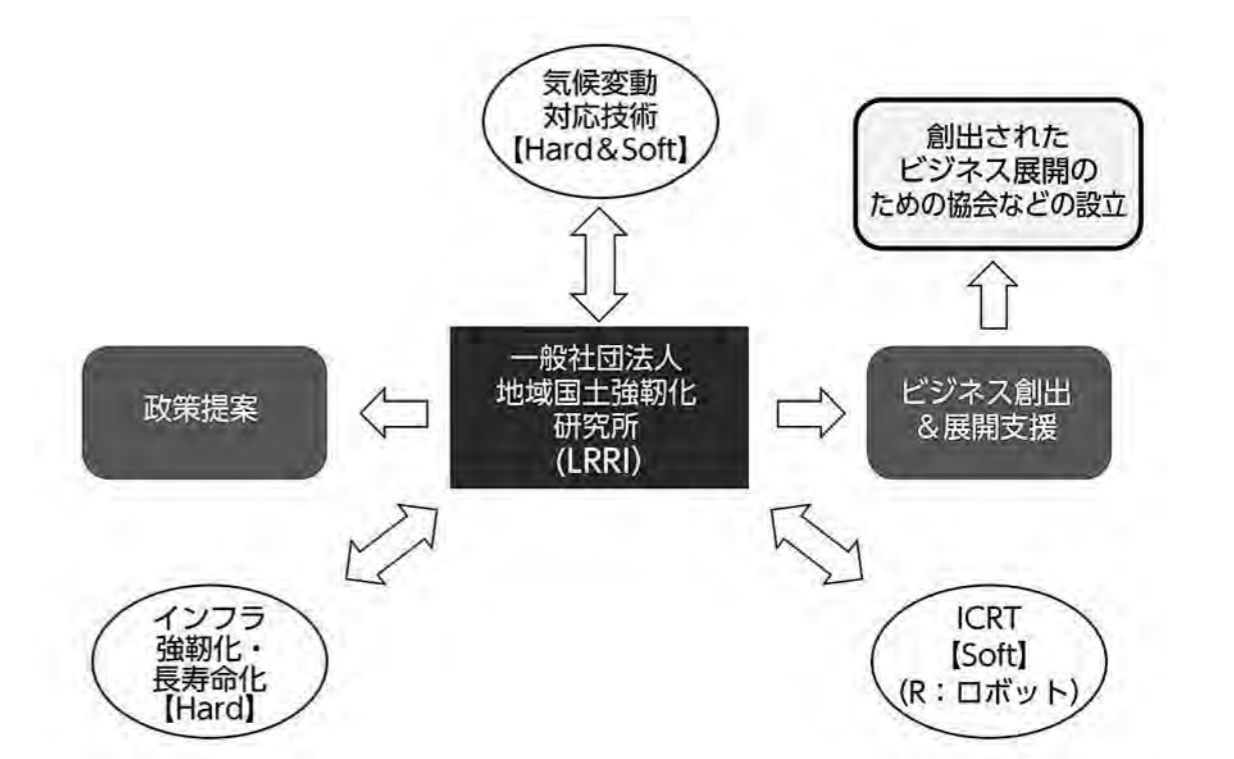 気候変動
対応技術
【Hard&Soft】
創出された
ビジネス展開の
ための協会などの設立
政策提案
一般社団法人
地域国土強靭化
研究所
(LRRI)
ビジネス創出
&展開支援
インフラ
強靭化・
長寿命化
【Hard】
ICRT
【Soft】
(R：ロボット)